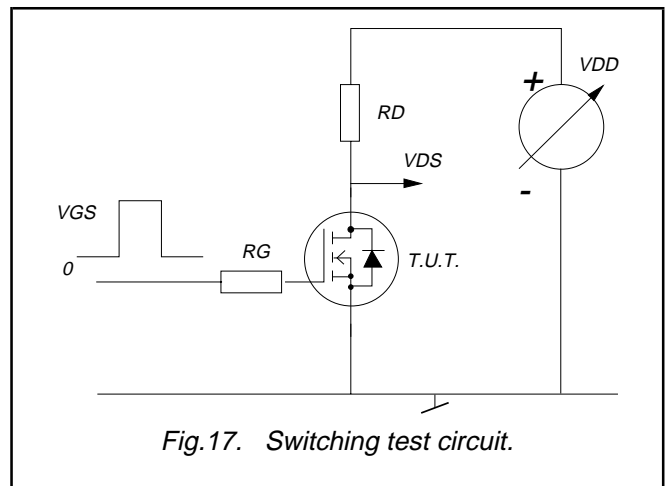 +
VDD
RD
VDS
-
VGS
RG
T.U.T.
0
Fig.17. Switching test circuit.